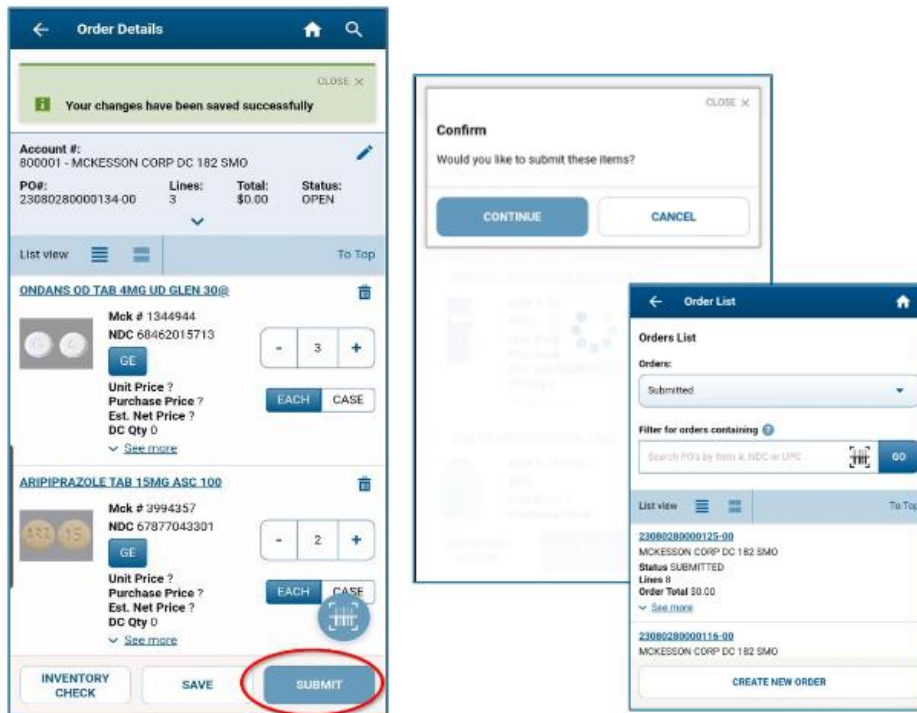 Order Details
CLOSE ×
Your changes have been saved successfully
Account #:
800001 - MCKESSON CORP DC 182 SMO
PO#: Lines: Total: Status:
23080280000134-00 3 $0.00 OPEN
List view To Top
ONDANS OD TAB 4MG UD GLEN 30@
Mck # 1344944
NDC 68462015713
GE
- 3 +
Unit Price ?
Purchase Price ?
Est. Net Price ?
DC Qty 0
EACH CASE
See more
ARIPIPRAZOLE TAB 15MG ASC 100
Mck # 3994357
NDC 67877043301
GE
- 2 +
Unit Price ?
Purchase Price ?
Est. Net Price ?
DC Qty 0
EACH CASE
See more
INVENTORY CHECK
SAVE
SUBMIT
CLOSE ×
Confirm
Would you like to submit these items?
CONTINUE CANCEL
Order List
Orders List
Orders:
Submitted
Filter for orders containing ?
Search PO's by Item #, NDC or UPC GO
List view To Top
23080280000125-00
MCKESSON CORP DC 182 SMO
Status SUBMITTED
Lines 8
Order Total $0.00
See more
23080280000116-00
MCKESSON CORP DC 182 SMO
CREATE NEW ORDER